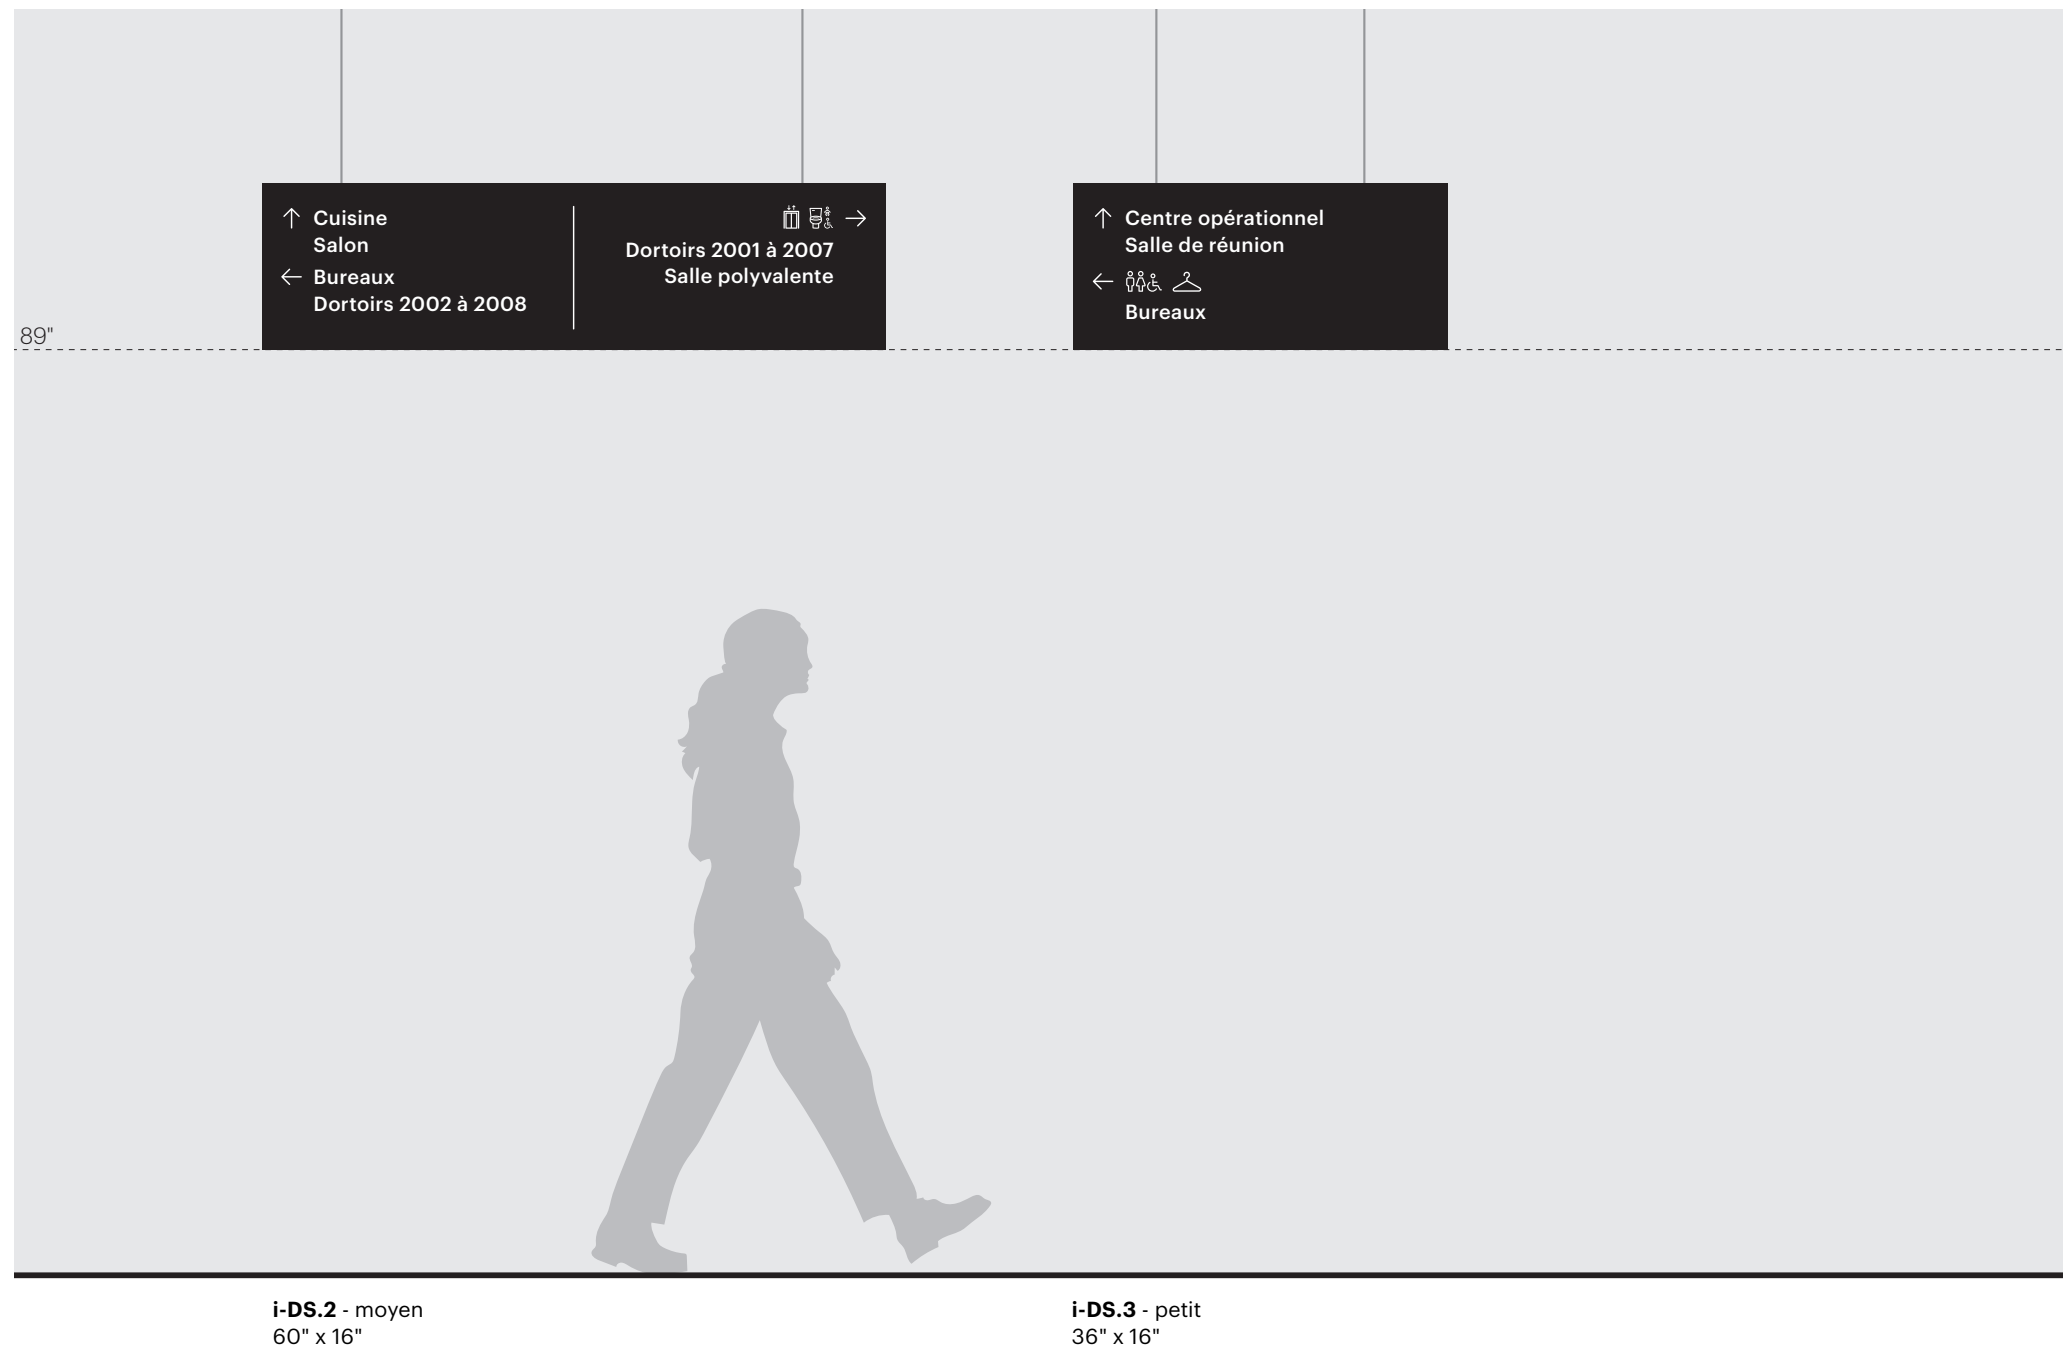 ↑ Cuisine
Salon
← Bureaux
Dortoirs 2002 à 2008
→
Dortoirs 2001 à 2007
Salle polyvalente
↑ Centre opérationnel
Salle de réunion
←
Bureaux
89"
i-DS.2 - moyen
60" x 16"
i-DS.3 - petit
36" x 16"